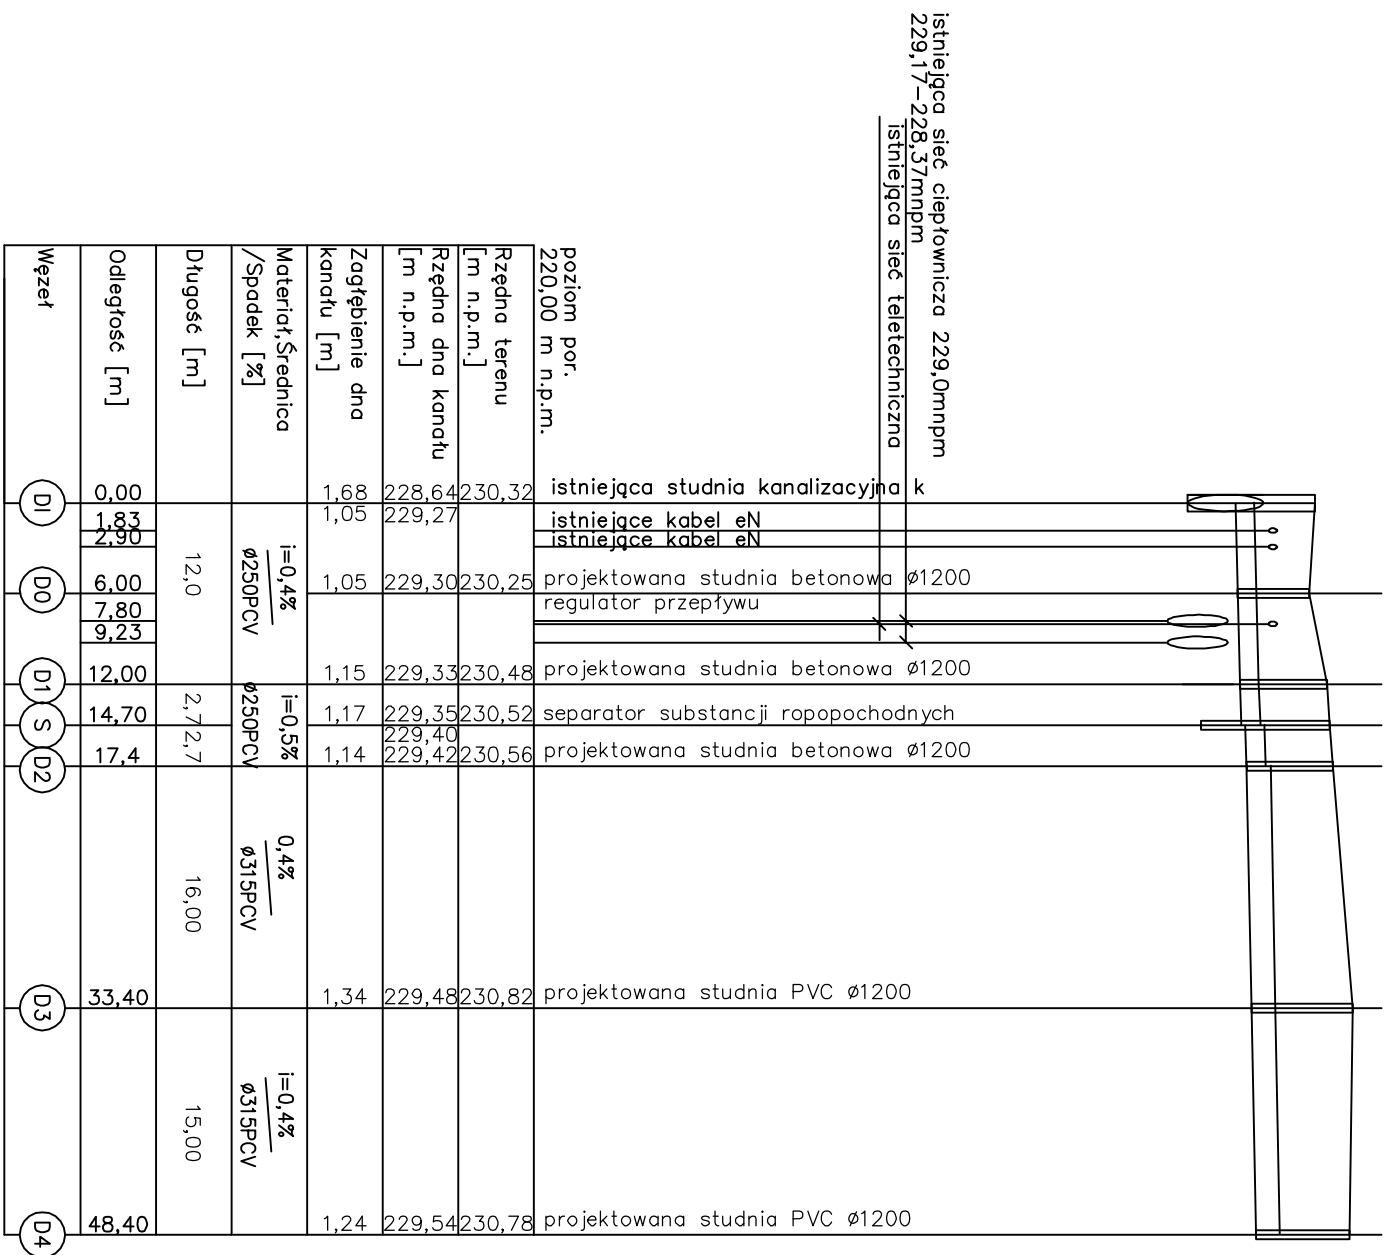 istniejąca sieć ciepłownicza 229,0mnpm
229,17-228,37mnpm
istniejąca sieć teletechniczna
poziom por.
220,00 m n.p.m.
Rzędna terenu
[m n.p.m.]
Rzędna dna kanału
[m n.p.m.]
Zagłębienie dna
kanału [m]
Materiał,Średnica
/Spadek [%]
Długość [m]
Odległość [m]
Węzeł
DI
0,00
1,68
228,64
230,32
istniejąca studnia kanalizacyjna k
1,05
229,27
1,83
istniejące kabel eN
2,90
istniejące kabel eN
12,0
i=0,4%
ø250PCV
D0
6,00
1,05
229,30
230,25
projektowana studnia betonowa ø1200
regulator przepływu
7,80
9,23
D1
12,00
1,15
229,33
230,48
projektowana studnia betonowa ø1200
2,7
i=0,5%
ø250PCV
S
14,70
1,17
229,35
230,52
separator substancji ropopochodnych
229,40
2,7
D2
17,4
1,14
229,42
230,56
projektowana studnia betonowa ø1200
16,00
0,4%
ø315PCV
D3
33,40
1,34
229,48
230,82
projektowana studnia PVC ø1200
15,00
i=0,4%
ø315PCV
D4
48,40
1,24
229,54
230,78
projektowana studnia PVC ø1200